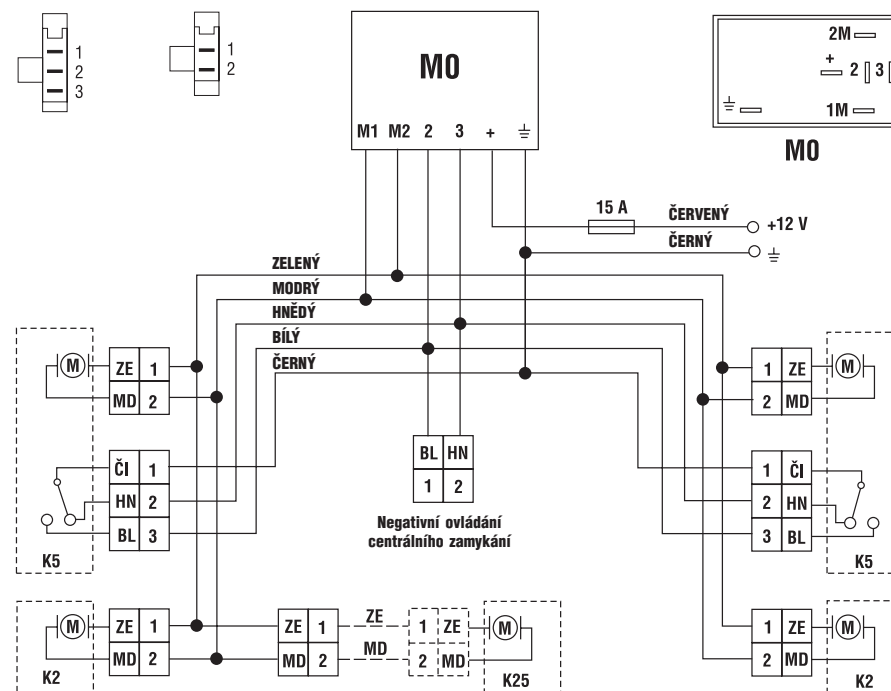 1
2
3
1
2
M0
M1 M2 2 3 + ⏚
2M
+ 2 3
⏚ 1M
M0
15 A ČERVENÝ +12 V
ČERNÝ ⏚
ZELENÝ
MODRÝ
HNĚDÝ
BÍLÝ
ČERNÝ
M ZE 1
MD 2
1 ZE M
2 MD
ČI 1
HN 2
BL 3
K5
BL HN
1 2
Negativní ovládání
centrálního zamykání
1 ČI
2 HN
3 BL
K5
M ZE 1
MD 2
K2
ZE 1 ZE 1 ZE M
MD 2 MD 2 MD
K25
1 ZE M
2 MD
K2